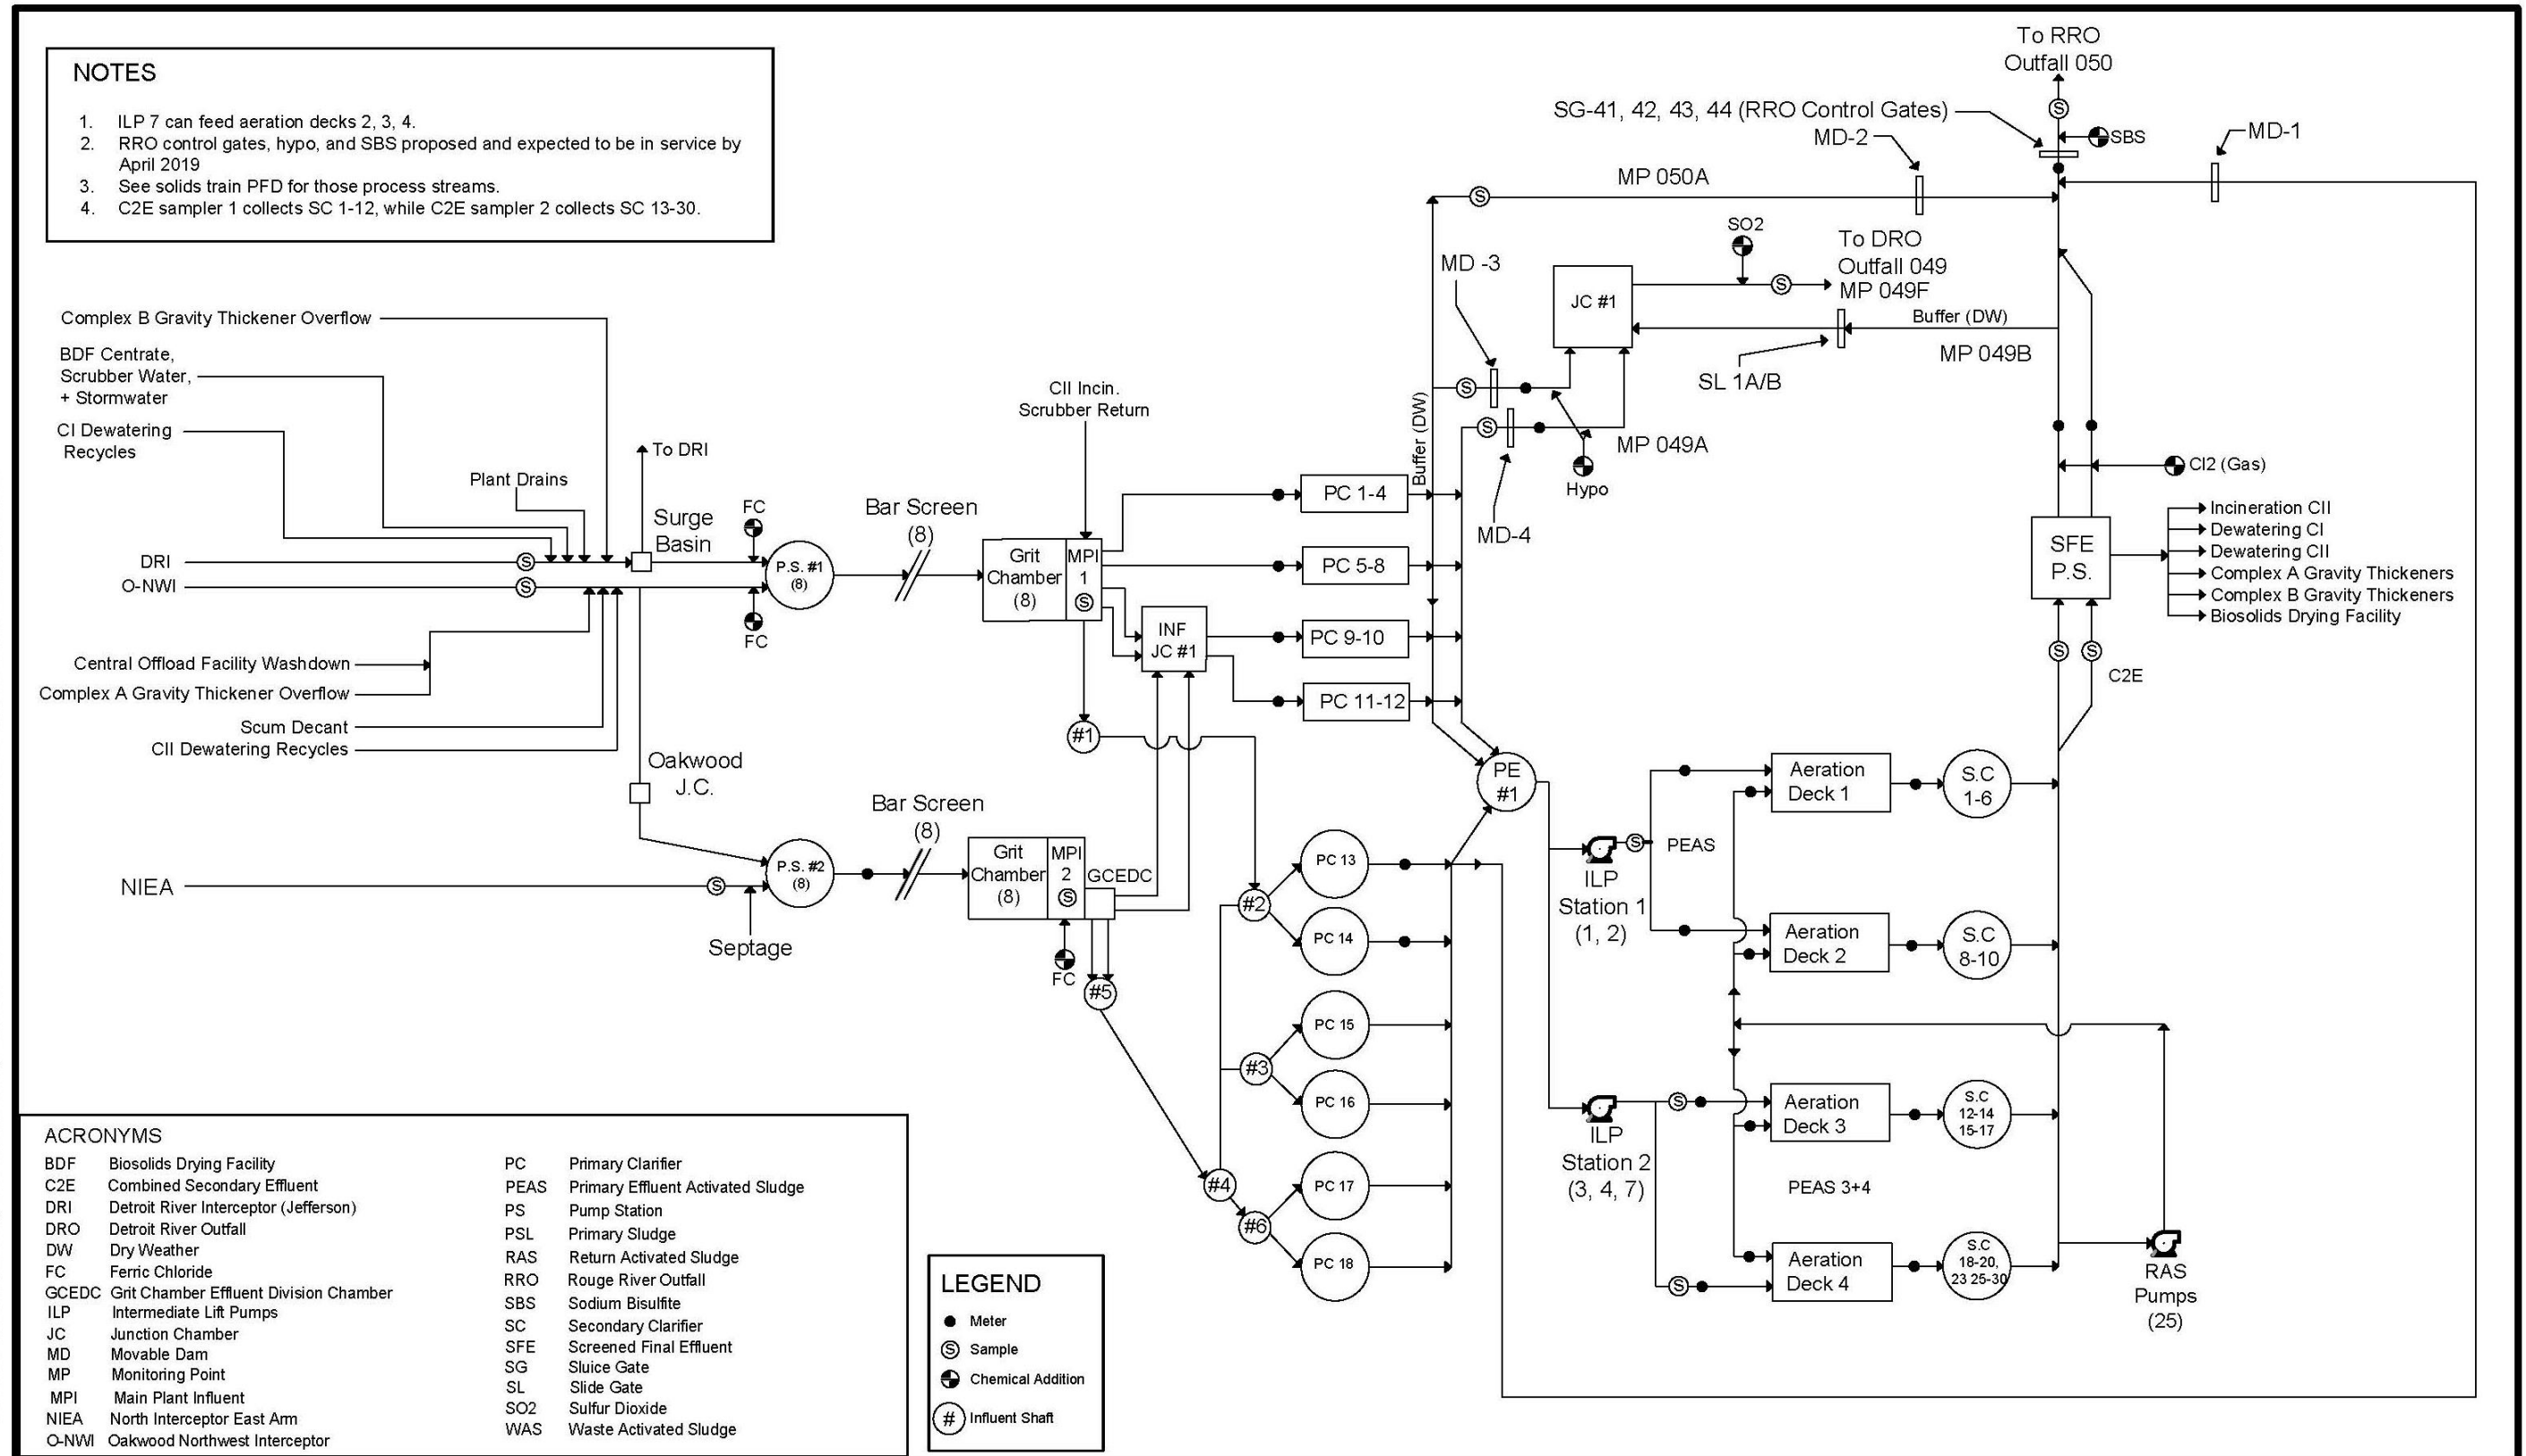 NOTES
1. ILP 7 can feed aeration decks 2, 3, 4.
2. RRO control gates, hypo, and SBS proposed and expected to be in service by
April 2019
3. See solids train PFD for those process streams.
4. C2E sampler 1 collects SC 1-12, while C2E sampler 2 collects SC 13-30.
To RRO
Outfall 050
S
SG-41, 42, 43, 44 (RRO Control Gates)
SBS
MD-2
MD-1
MP 050A
S
SO2
To DRO
Outfall 049
MP 049F
S
MD -3
JC #1
Buffer (DW)
MP 049B
SL 1A/B
S
S
MP 049A
Hypo
MD-4
Buffer (DW)
Cl2 (Gas)
Complex B Gravity Thickener Overflow
BDF Centrate,
Scrubber Water,
+ Stormwater
CI Dewatering
Recycles
Plant Drains
To DRI
Surge
Basin
DRI
S
O-NWI
S
FC
FC
P.S. #1
(8)
Bar Screen
(8)
CII Incin.
Scrubber Return
Grit
Chamber
(8)
MPI
1
S
INF
JC #1
PC 1-4
PC 5-8
PC 9-10
PC 11-12
SFE
P.S.
Incineration CII
Dewatering CI
Dewatering CII
Complex A Gravity Thickeners
Complex B Gravity Thickeners
Biosolids Drying Facility
S
S
C2E
Central Offload Facility Washdown
Complex A Gravity Thickener Overflow
Scum Decant
CII Dewatering Recycles
Oakwood
J.C.
#1
NIEA
S
Septage
P.S. #2
(8)
Bar Screen
(8)
Grit
Chamber
(8)
MPI
2
S
GCEDC
FC
#5
#2
#3
#4
#6
PC 13
PC 14
PC 15
PC 16
PC 17
PC 18
PE
#1
ILP
Station 1
(1, 2)
S
PEAS
Aeration
Deck 1
S.C
1-6
Aeration
Deck 2
S.C
8-10
ILP
Station 2
(3, 4, 7)
S
Aeration
Deck 3
S.C
12-14
15-17
PEAS 3+4
S
Aeration
Deck 4
S.C
18-20,
23 25-30
RAS
Pumps
(25)
ACRONYMS
BDF Biosolids Drying Facility
C2E Combined Secondary Effluent
DRI Detroit River Interceptor (Jefferson)
DRO Detroit River Outfall
DW Dry Weather
FC Ferric Chloride
GCEDC Grit Chamber Effluent Division Chamber
ILP Intermediate Lift Pumps
JC Junction Chamber
MD Movable Dam
MP Monitoring Point
MPI Main Plant Influent
NIEA North Interceptor East Arm
O-NWI Oakwood Northwest Interceptor
PC Primary Clarifier
PEAS Primary Effluent Activated Sludge
PS Pump Station
PSL Primary Sludge
RAS Return Activated Sludge
RRO Rouge River Outfall
SBS Sodium Bisulfite
SC Secondary Clarifier
SFE Screened Final Effluent
SG Sluice Gate
SL Slide Gate
SO2 Sulfur Dioxide
WAS Waste Activated Sludge
LEGEND
Meter
S Sample
Chemical Addition
# Influent Shaft